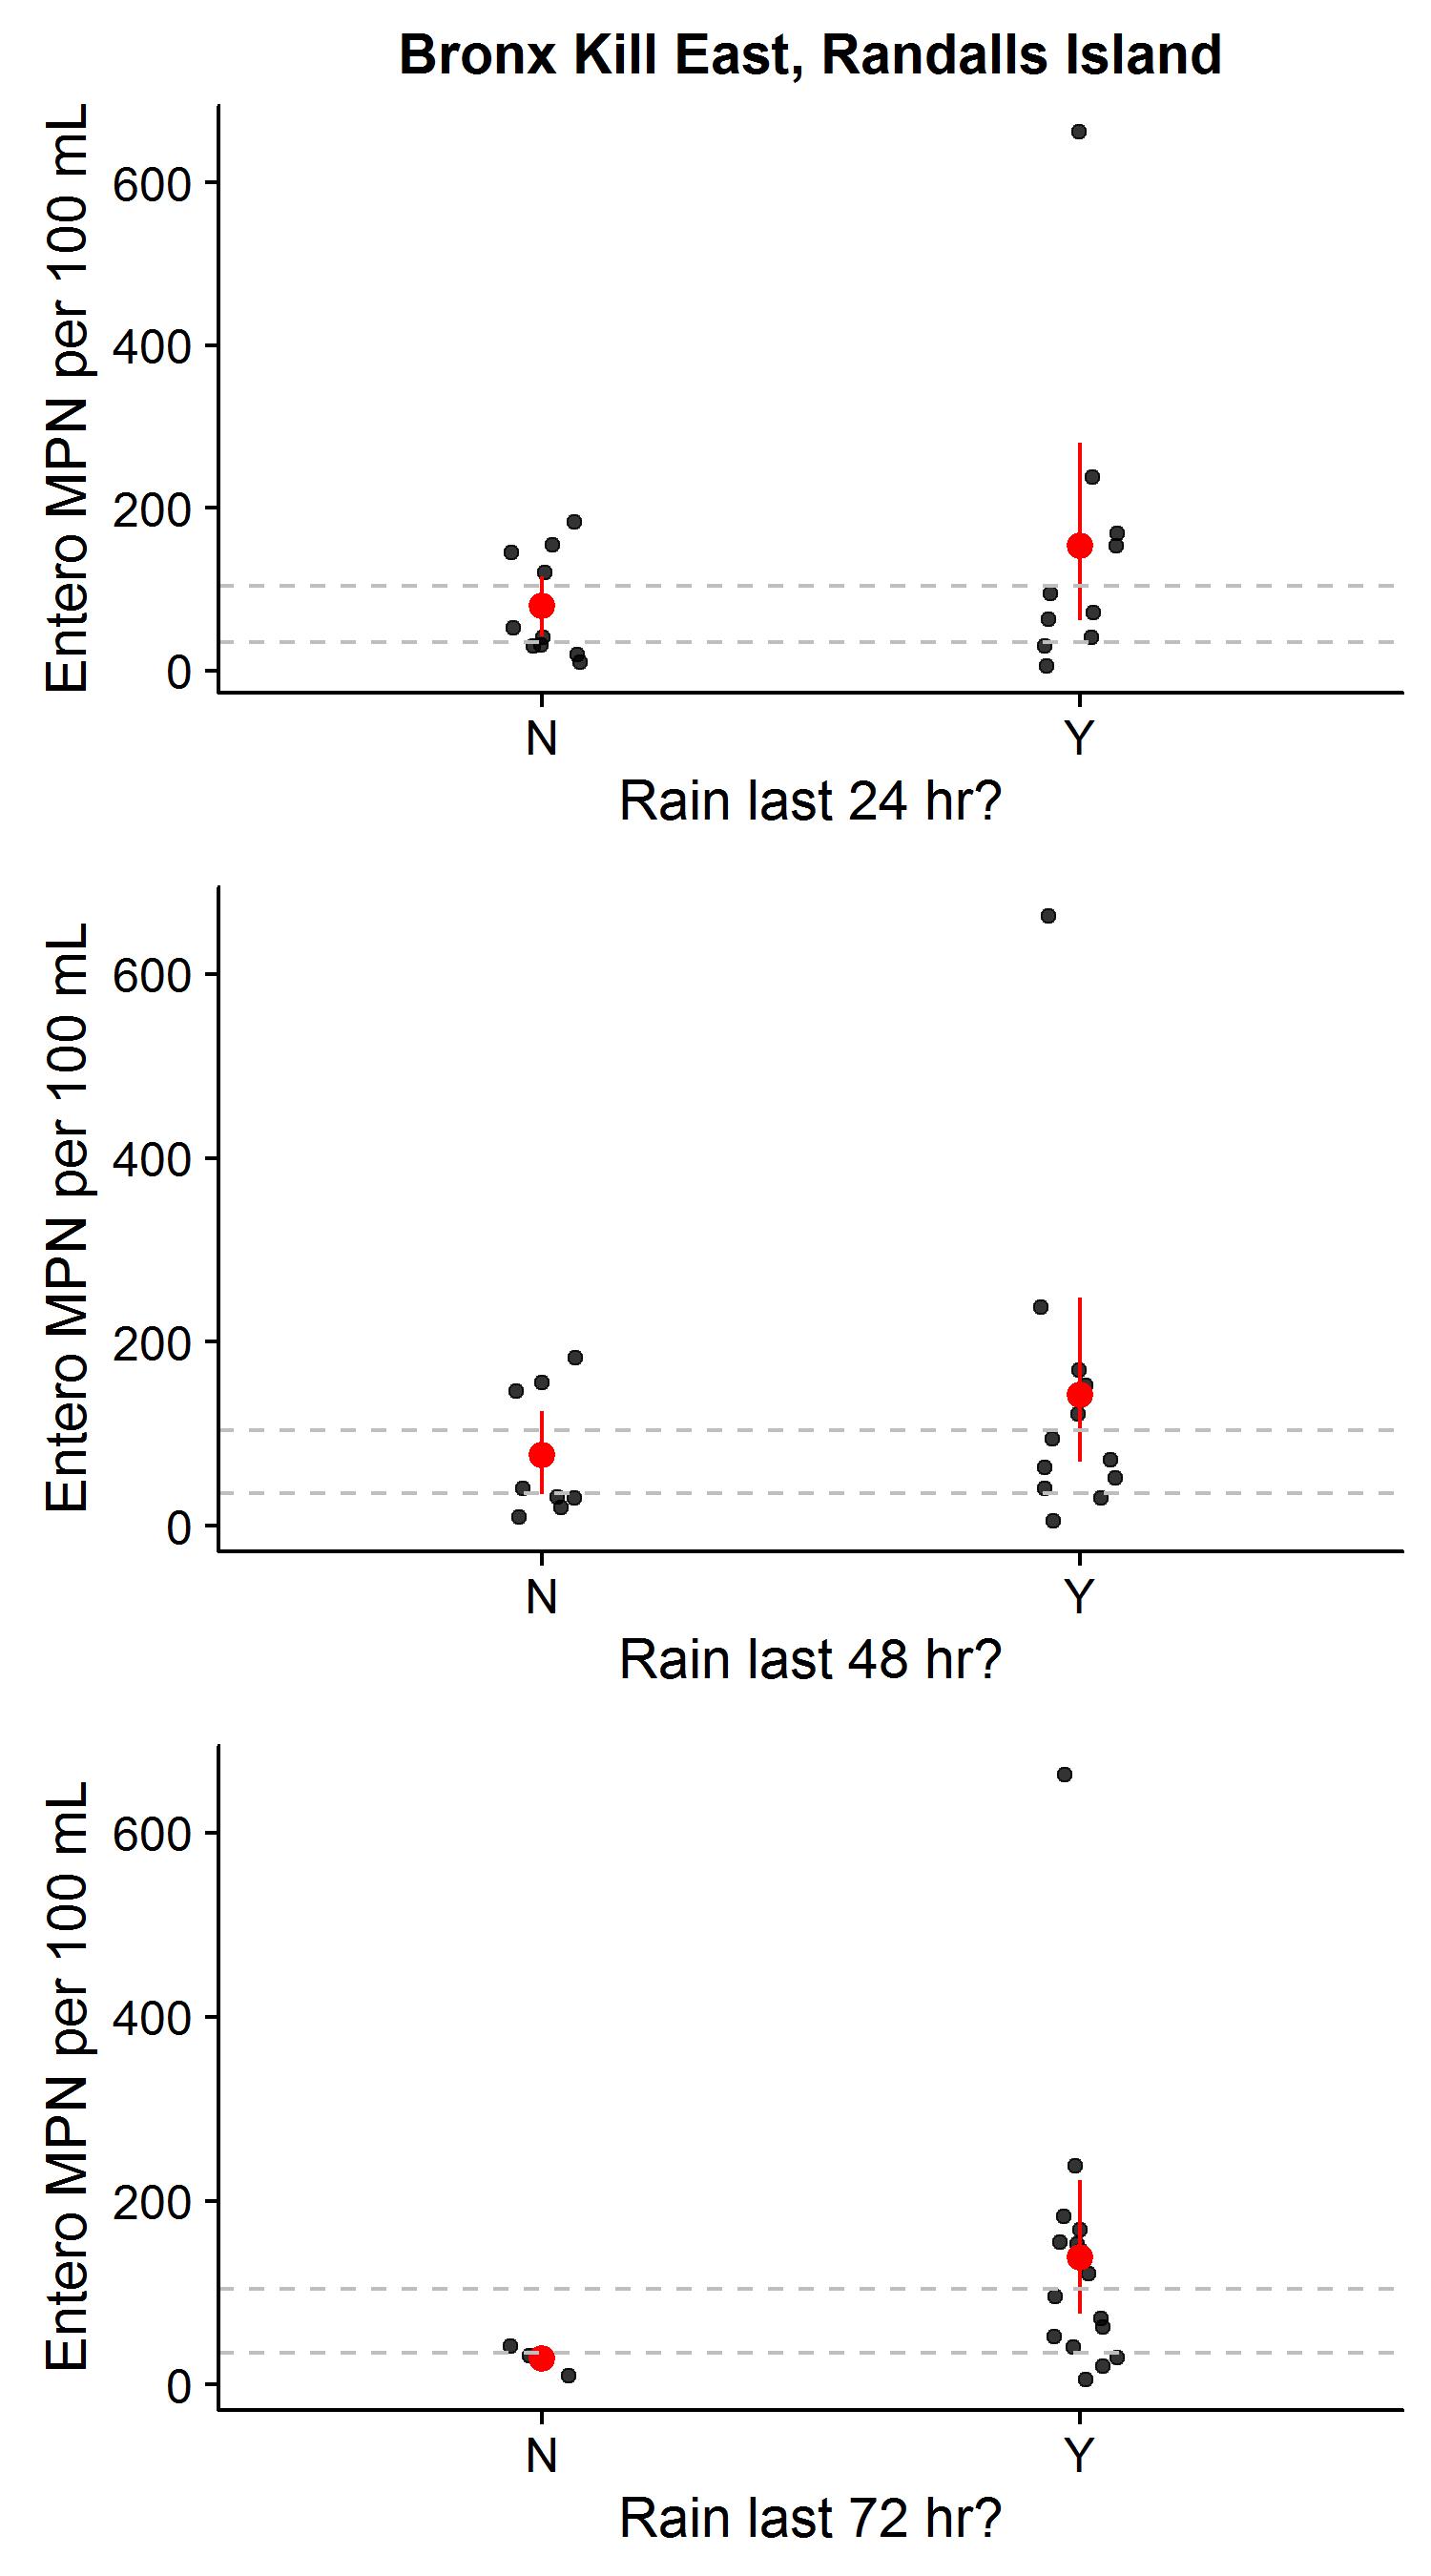 Bronx Kill East, Randalls Island
Entero MPN per 100 mL
600
400
200
0
N Y
Rain last 24 hr?
Entero MPN per 100 mL
600
400
200
0
N Y
Rain last 48 hr?
Entero MPN per 100 mL
600
400
200
0
N Y
Rain last 72 hr?